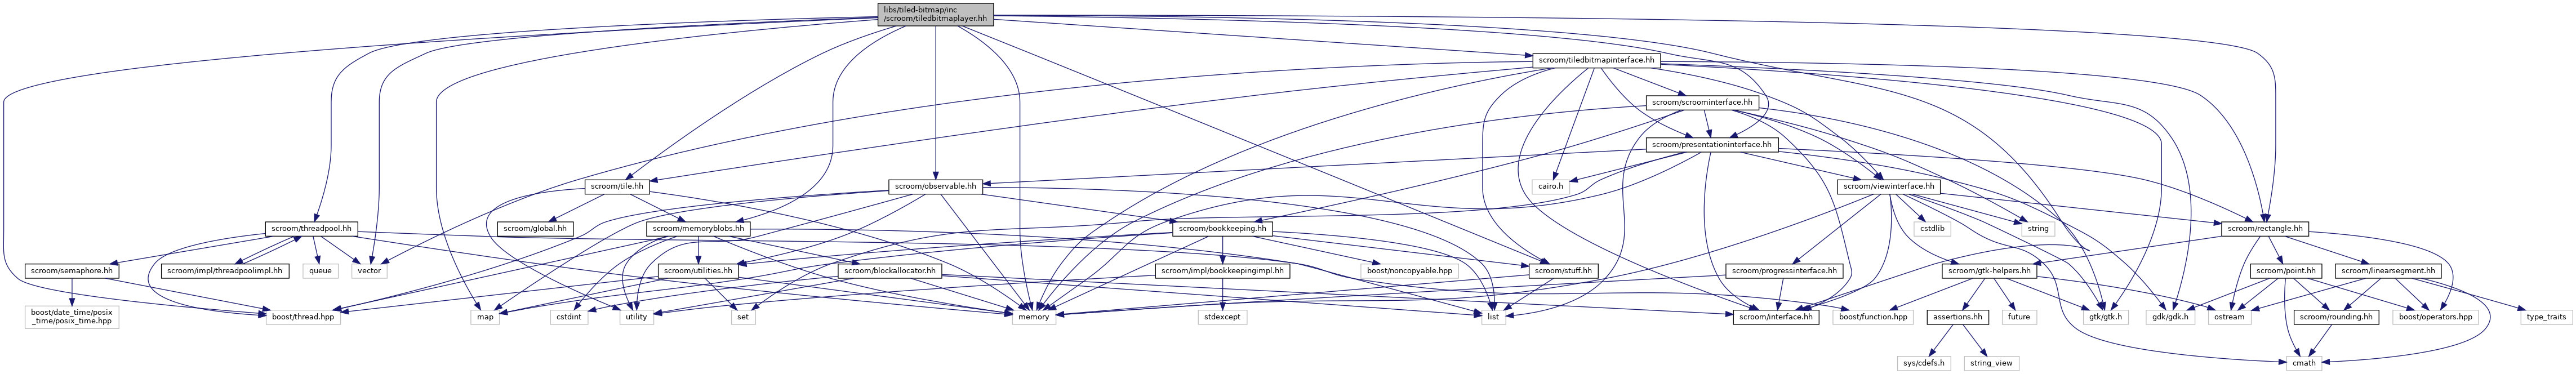 libs/tiled-bitmap/inc
/scroom/tiledbitmaplayer.hh
scroom/tiledbitmapinterface.hh
scroom/scroominterface.hh
scroom/presentationinterface.hh
scroom/tile.hh
scroom/observable.hh
cairo.h
scroom/viewinterface.hh
scroom/threadpool.hh
scroom/global.hh
scroom/memoryblobs.hh
scroom/bookkeeping.hh
cstdlib
string
scroom/rectangle.hh
scroom/semaphore.hh
scroom/impl/threadpoolimpl.hh
queue
vector
scroom/utilities.hh
scroom/blockallocator.hh
scroom/impl/bookkeepingimpl.hh
boost/noncopyable.hpp
scroom/stuff.hh
scroom/progressinterface.hh
scroom/gtk-helpers.hh
scroom/point.hh
scroom/linearsegment.hh
boost/date_time/posix
_time/posix_time.hpp
boost/thread.hpp
map
cstdint
utility
set
stdexcept
memory
list
scroom/interface.hh
boost/function.hpp
assertions.hh
future
gtk/gtk.h
gdk/gdk.h
ostream
scroom/rounding.hh
boost/operators.hpp
type_traits
sys/cdefs.h
string_view
cmath